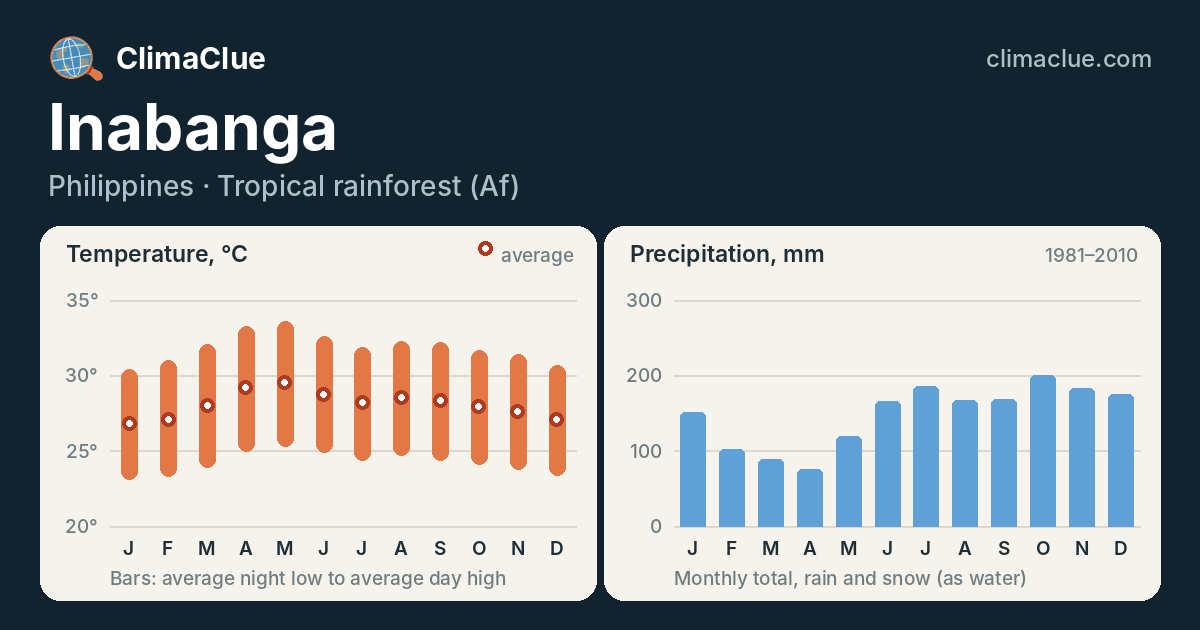 ClimaClue
climaclue.com
Inabanga
Philippines · Tropical rainforest (Af)
Temperature, °C
average
35°
30°
25°
20°
J F M A M J J A S O N D
Bars: average night low to average day high
Precipitation, mm
1981–2010
300
200
100
0
J F M A M J J A S O N D
Monthly total, rain and snow (as water)